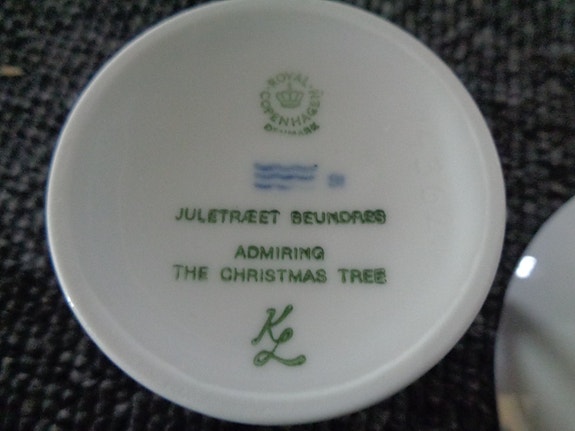 ROYAL COPENHAGEN
DENMARK
JULETRÆET BEUNDRES
ADMIRING
THE CHRISTMAS TREE
KL